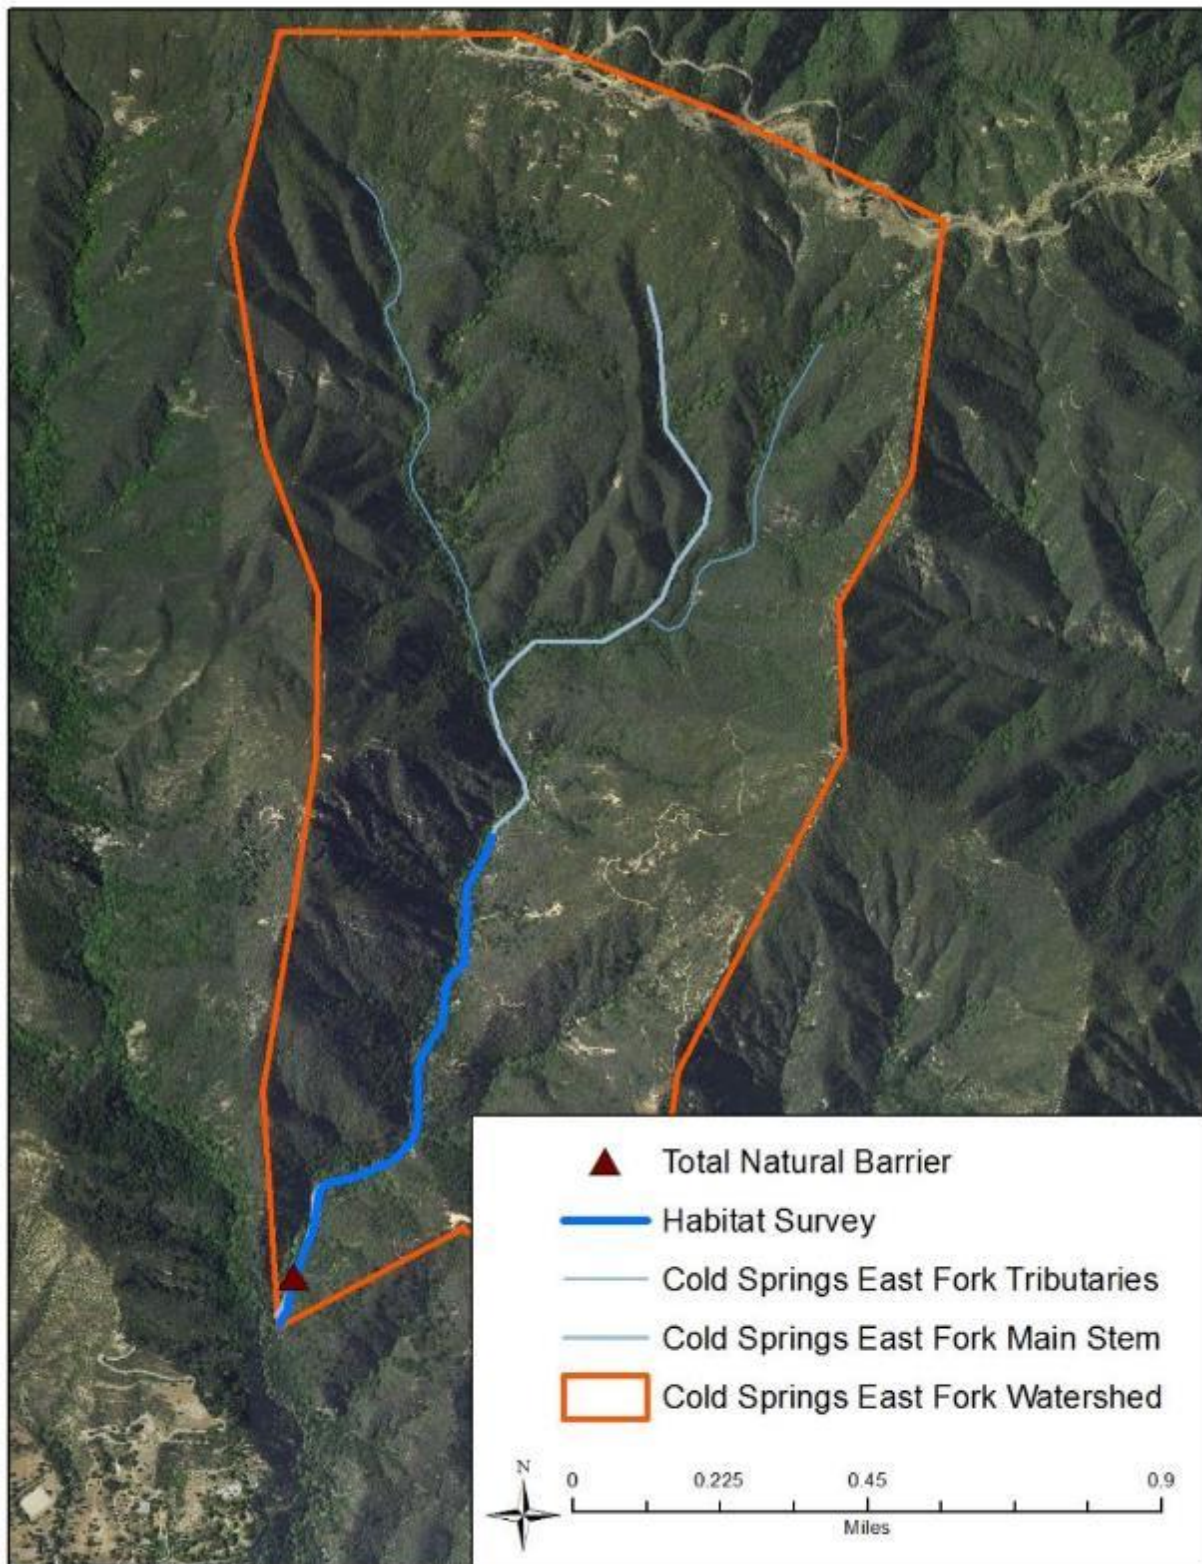 Total Natural Barrier
Habitat Survey
Cold Springs East Fork Tributaries
Cold Springs East Fork Main Stem
Cold Springs East Fork Watershed
N
0 0.225 0.45 0.9
Miles